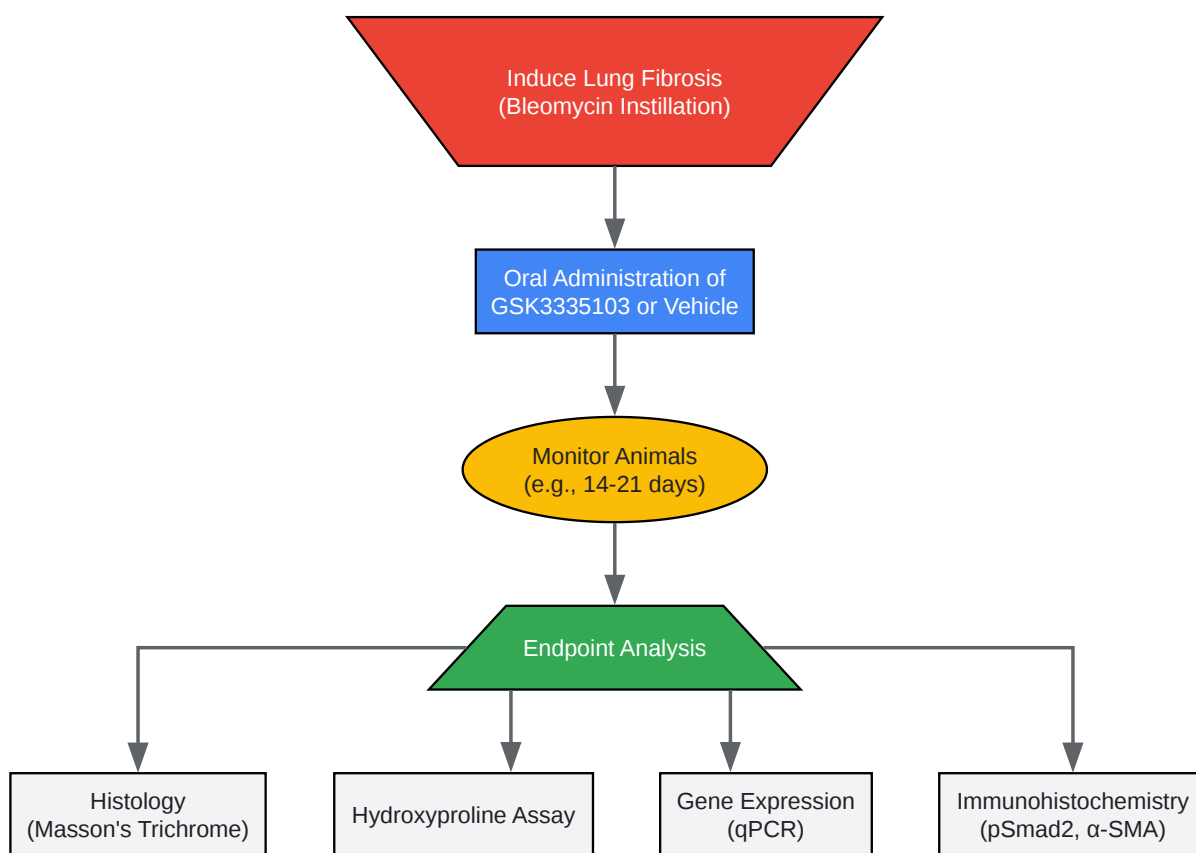 Induce Lung Fibrosis
(Bleomycin Instillation)
Oral Administration of
GSK3335103 or Vehicle
Monitor Animals
(e.g., 14-21 days)
Endpoint Analysis
Histology
(Masson's Trichrome)
Hydroxyproline Assay
Gene Expression
(qPCR)
Immunohistochemistry
(pSmad2, α-SMA)